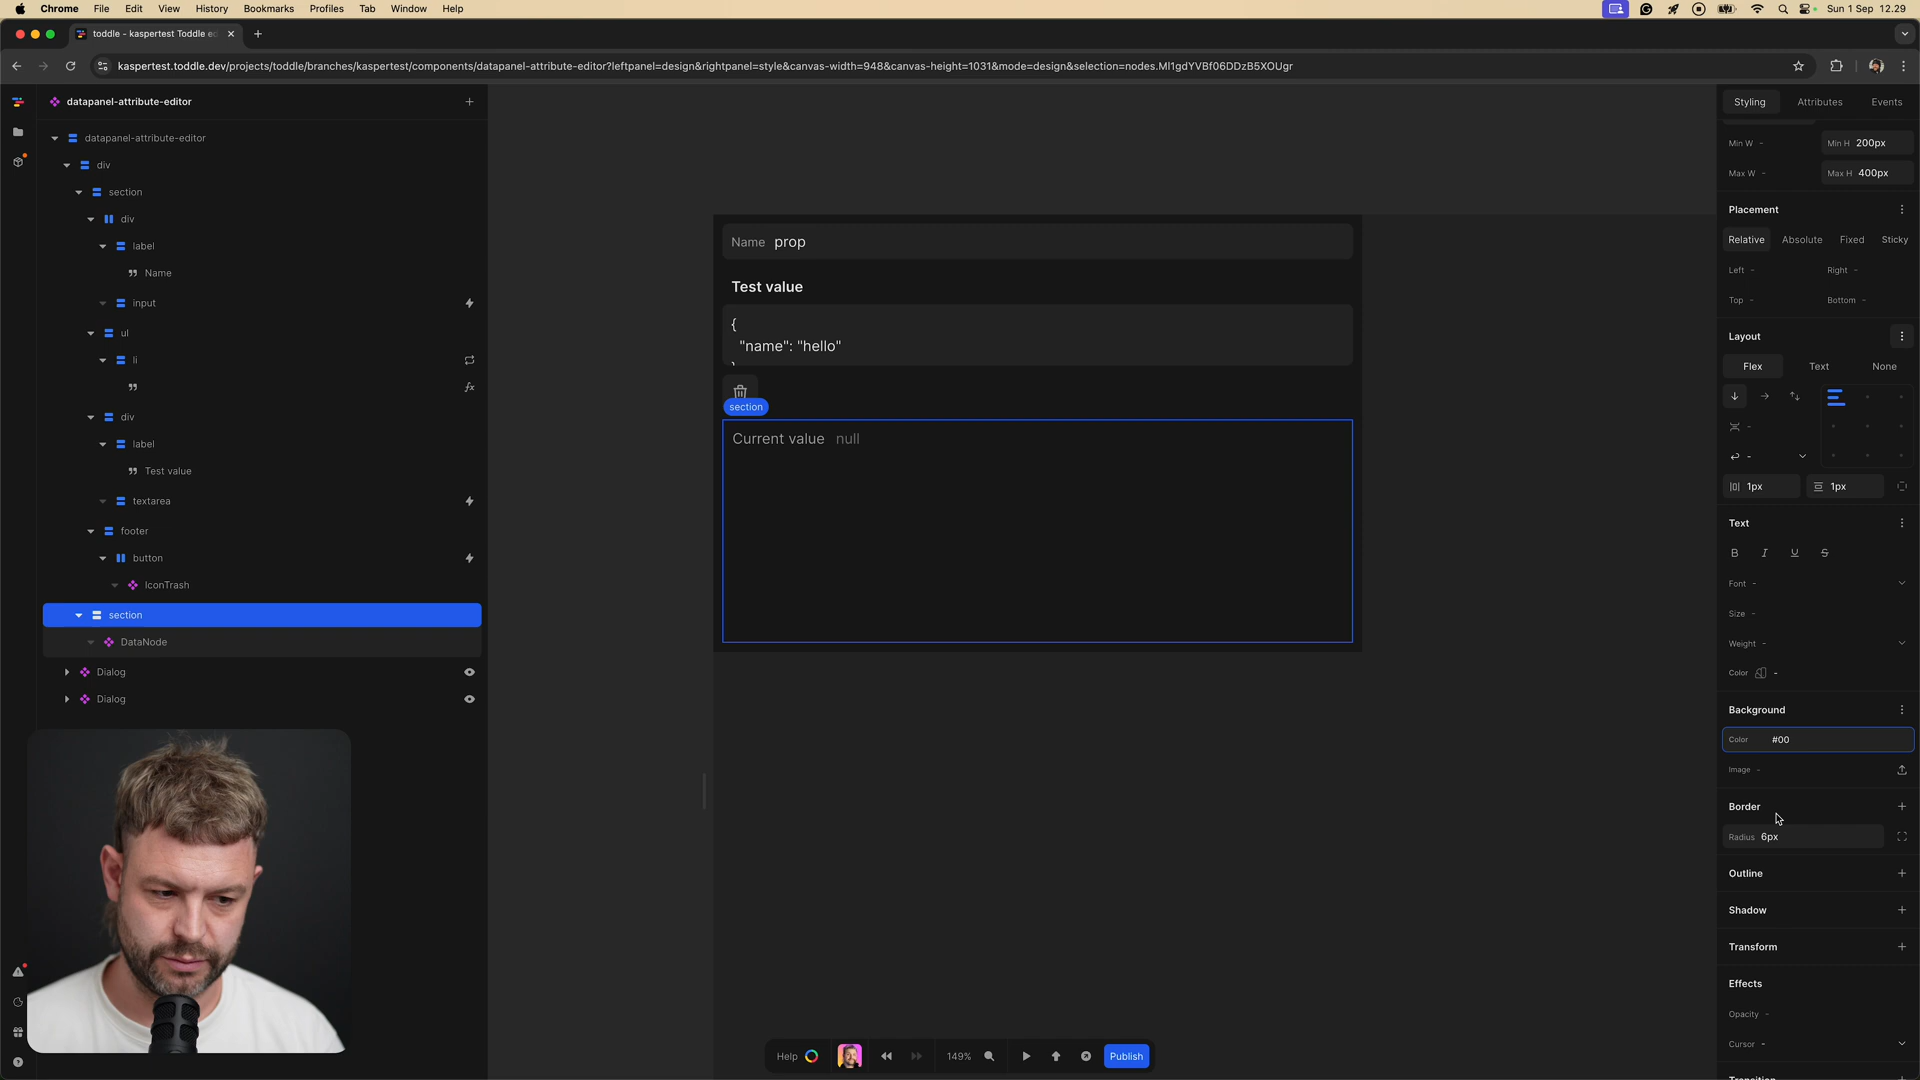 Chrome File Edit View History Bookmarks Profiles Tab Window Help
Sun 1 Sep 12.29
toddle - kaspertest Toddle ed
kaspertest.toddle.dev/projects/toddle/branches/kaspertest/components/datapanel-attribute-editor?leftpanel=design&rightpanel=style&canvas-width=948&canvas-height=1031&mode=design&selection=nodes.MI1gdYVBf06DDzB5XOUgr
datapanel-attribute-editor
datapanel-attribute-editor
div
section
div
label
Name
input
ul
li
fx
div
label
Test value
textarea
footer
button
IconTrash
section
DataNode
Dialog
Dialog
Name prop
Test value
{
"name": "hello"
section
Current value null
Help
149%
Publish
Styling Attributes Events
Min W - Min H 200px
Max W - Max H 400px
Placement
Relative Absolute Fixed Sticky
Left - Right -
Top - Bottom -
Layout
Flex Text None
-
-
1px 1px
Text
B I U S
Font -
Size -
Weight -
Color -
Background
Color #00
Image -
Border
Radius 6px
Outline
Shadow
Transform
Effects
Opacity -
Cursor -
Transition